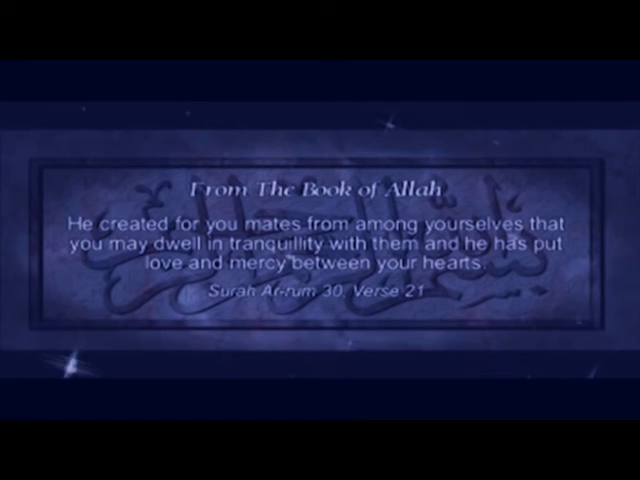 From The Book of Allah
He created for you mates from among yourselves that
you may dwell in tranquillity with them and he has put
love and mercy between your hearts.
Surah Ar-rum 30, Verse 21